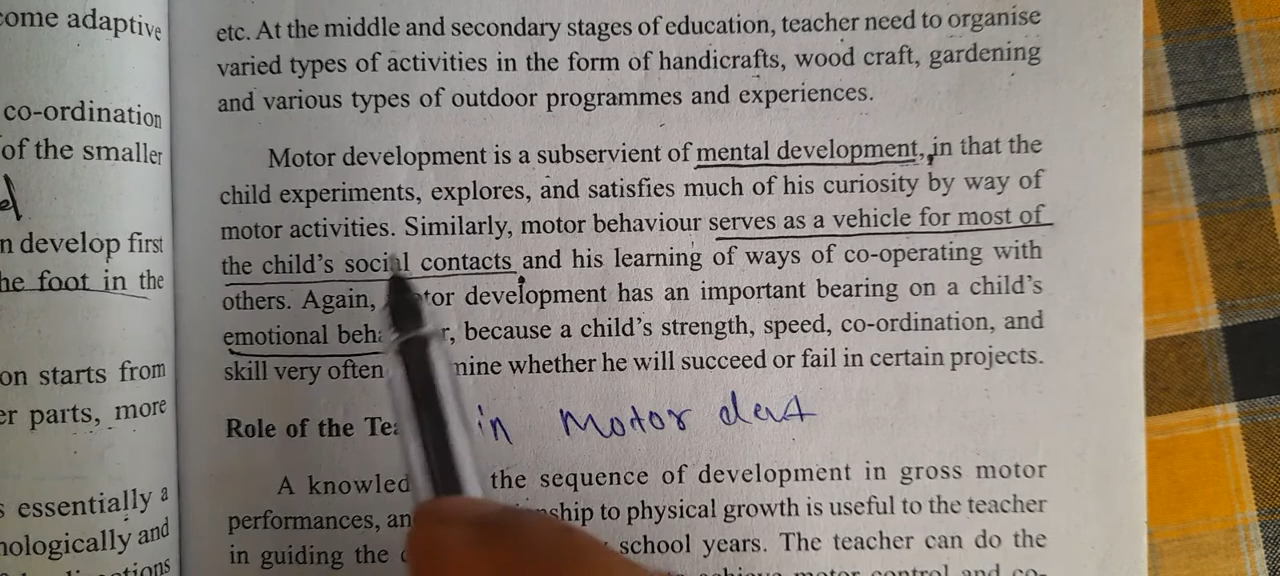 come adaptive
co-ordination
of the smaller
n develop first
he foot in the
on starts from
er parts, more
s essentially a
nologically and
etc. At the middle and secondary stages of education, teacher need to organise
varied types of activities in the form of handicrafts, wood craft, gardening
and various types of outdoor programmes and experiences.
Motor development is a subservient of mental development, in that the
child experiments, explores, and satisfies much of his curiosity by way of
motor activities. Similarly, motor behaviour serves as a vehicle for most of
the child's social contacts and his learning of ways of co-operating with
others. Again, development has an important bearing on a child's
emotional because a child's strength, speed, co-ordination, and
skill very often whether he will succeed or fail in certain projects.
Role of the in Motor
A the sequence of development in gross motor
performances, to physical growth is useful to the teacher
in guiding the school years. The teacher can do the
motor control and co-